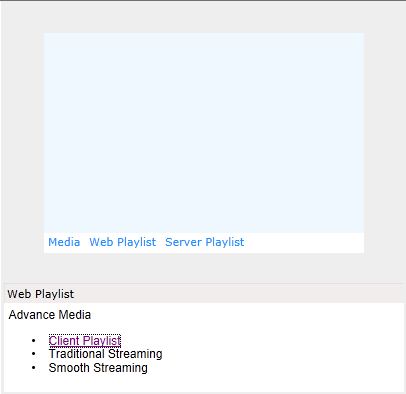 Media Web Playlist Server Playlist
Web Playlist
Advance Media
• Client Playlist
• Traditional Streaming
• Smooth Streaming